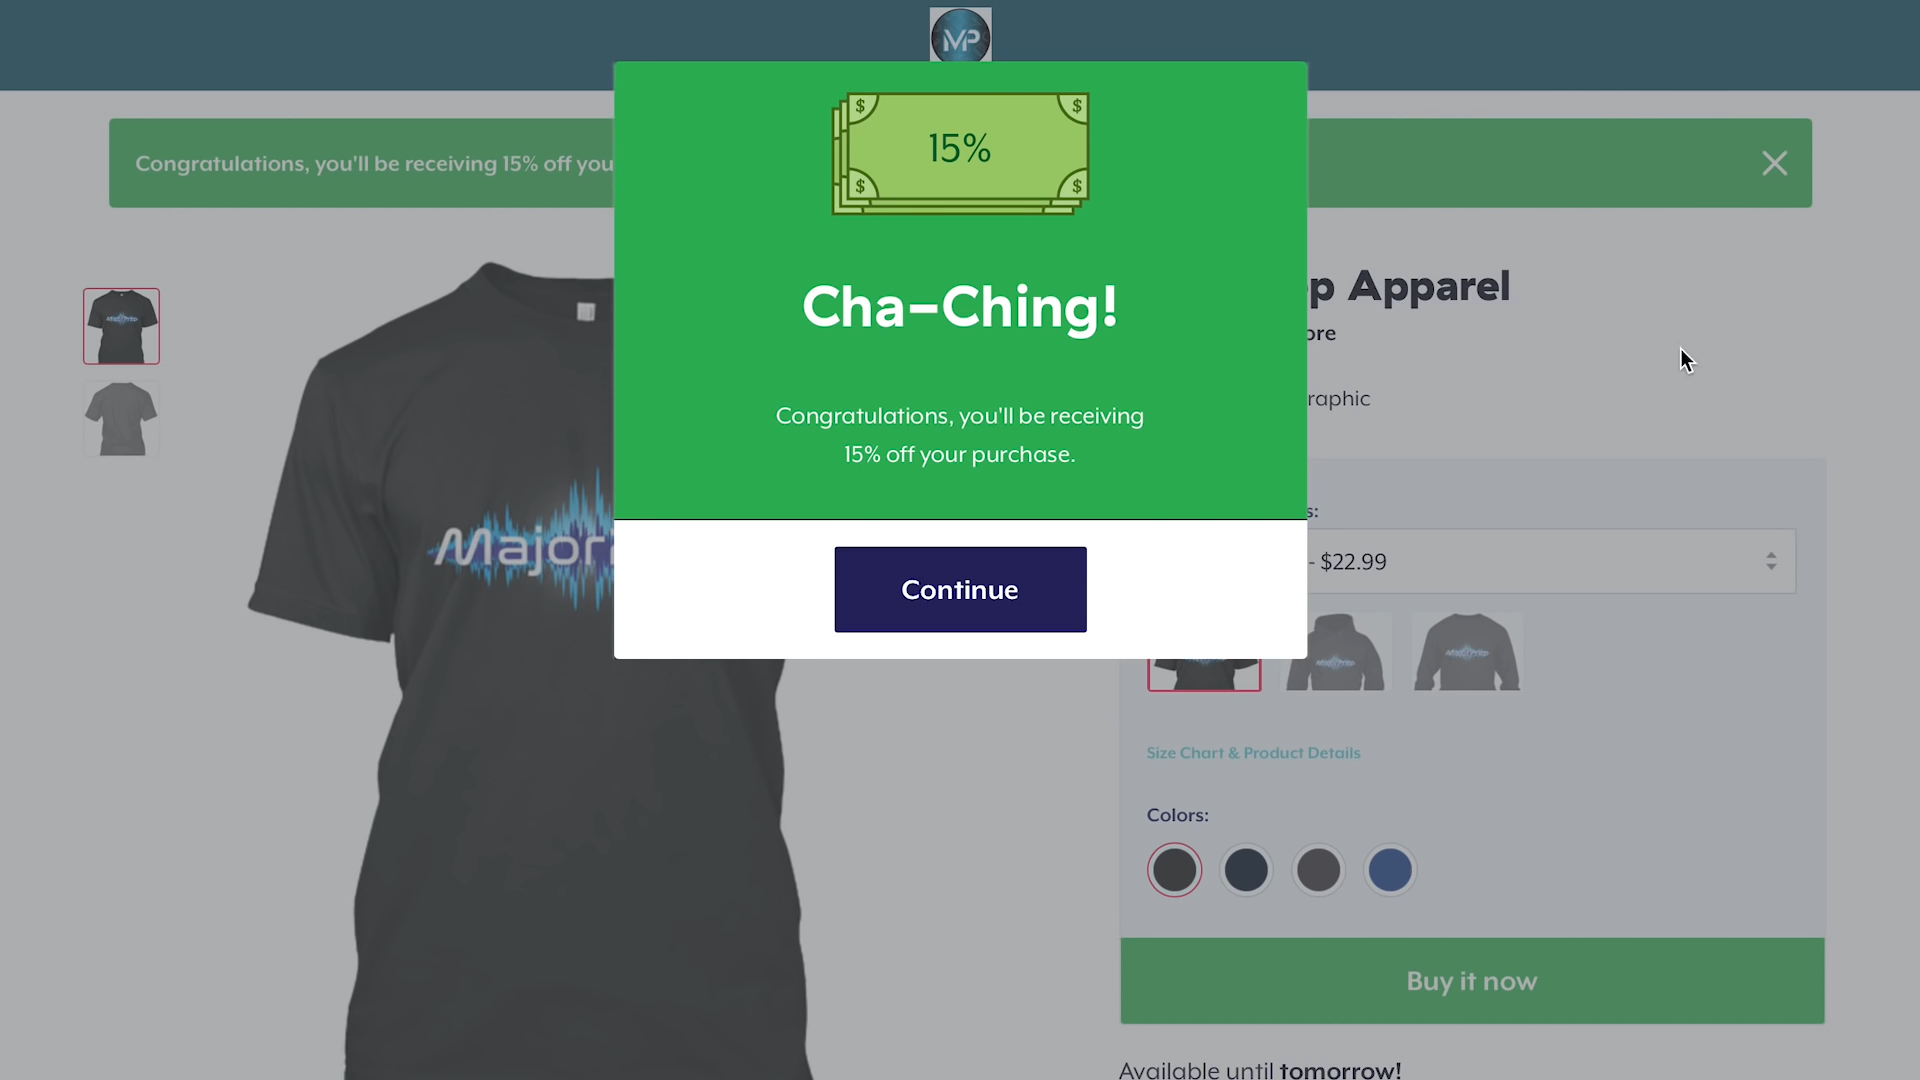 MP
Congratulations, you'll be receiving 15% off you
$ $
15%
$ $
Cha-Ching!
Congratulations, you'll be receiving
15% off your purchase.
Continue
p Apparel
ore
raphic
s:
- $22.99
Major
Size Chart & Product Details
Colors:
Buy it now
Available until tomorrow!